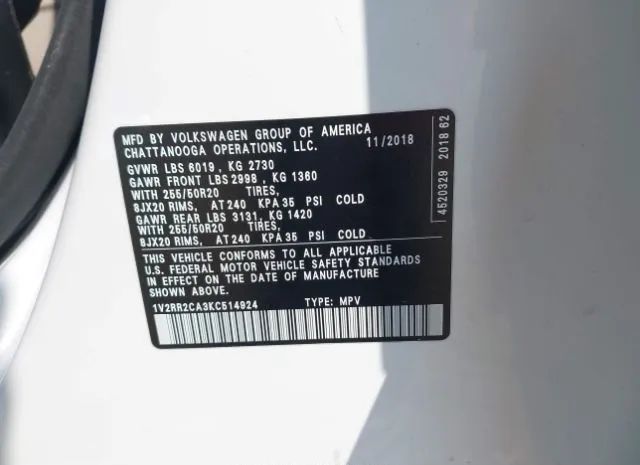 MFD BY VOLKSWAGEN GROUP OF AMERICA
CHATTANOOGA OPERATIONS, LLC. 11/2018
GVWR LBS 6019 , KG 2730
GAWR FRONT LBS 2998 , KG 1360
WITH 255/50R20 TIRES,
8JX20 RIMS, AT 240 KPA 35 PSI COLD
GAWR REAR LBS 3131, KG 1420
WITH 255/50R20 TIRES,
8JX20 RIMS, AT 240 KPA 35 PSI COLD
THIS VEHICLE CONFORMS TO ALL APPLICABLE
U.S. FEDERAL MOTOR VEHICLE SAFETY STANDARDS
IN EFFECT ON THE DATE OF MANUFACTURE
SHOWN ABOVE.
1V2RR2CA3KC514924 TYPE: MPV
4520329 2018 62